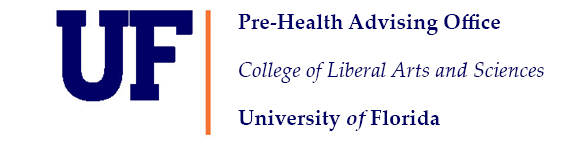 UF
Pre-Health Advising Office
College of Liberal Arts and Sciences
University of Florida